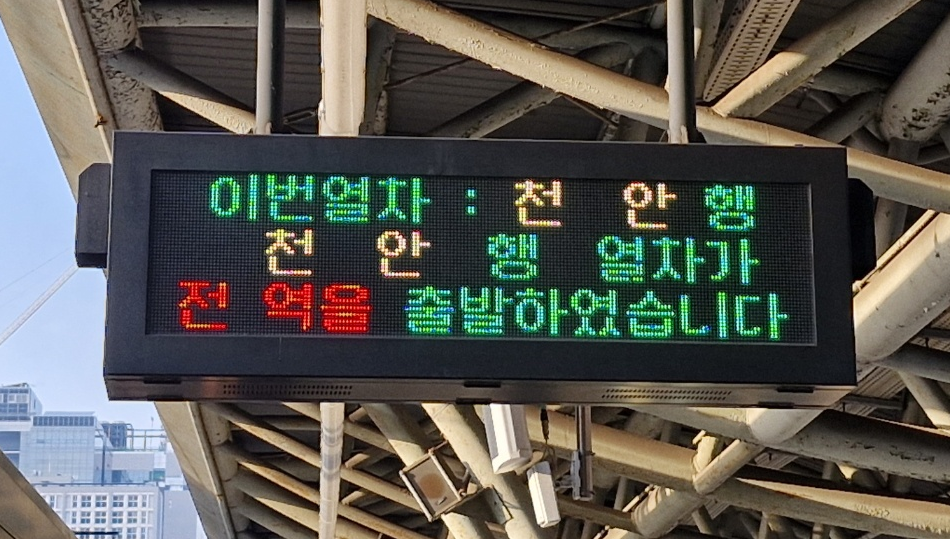 이번열차 : 천 안 행
천 안 행 열차가
전 역을 출발하였습니다